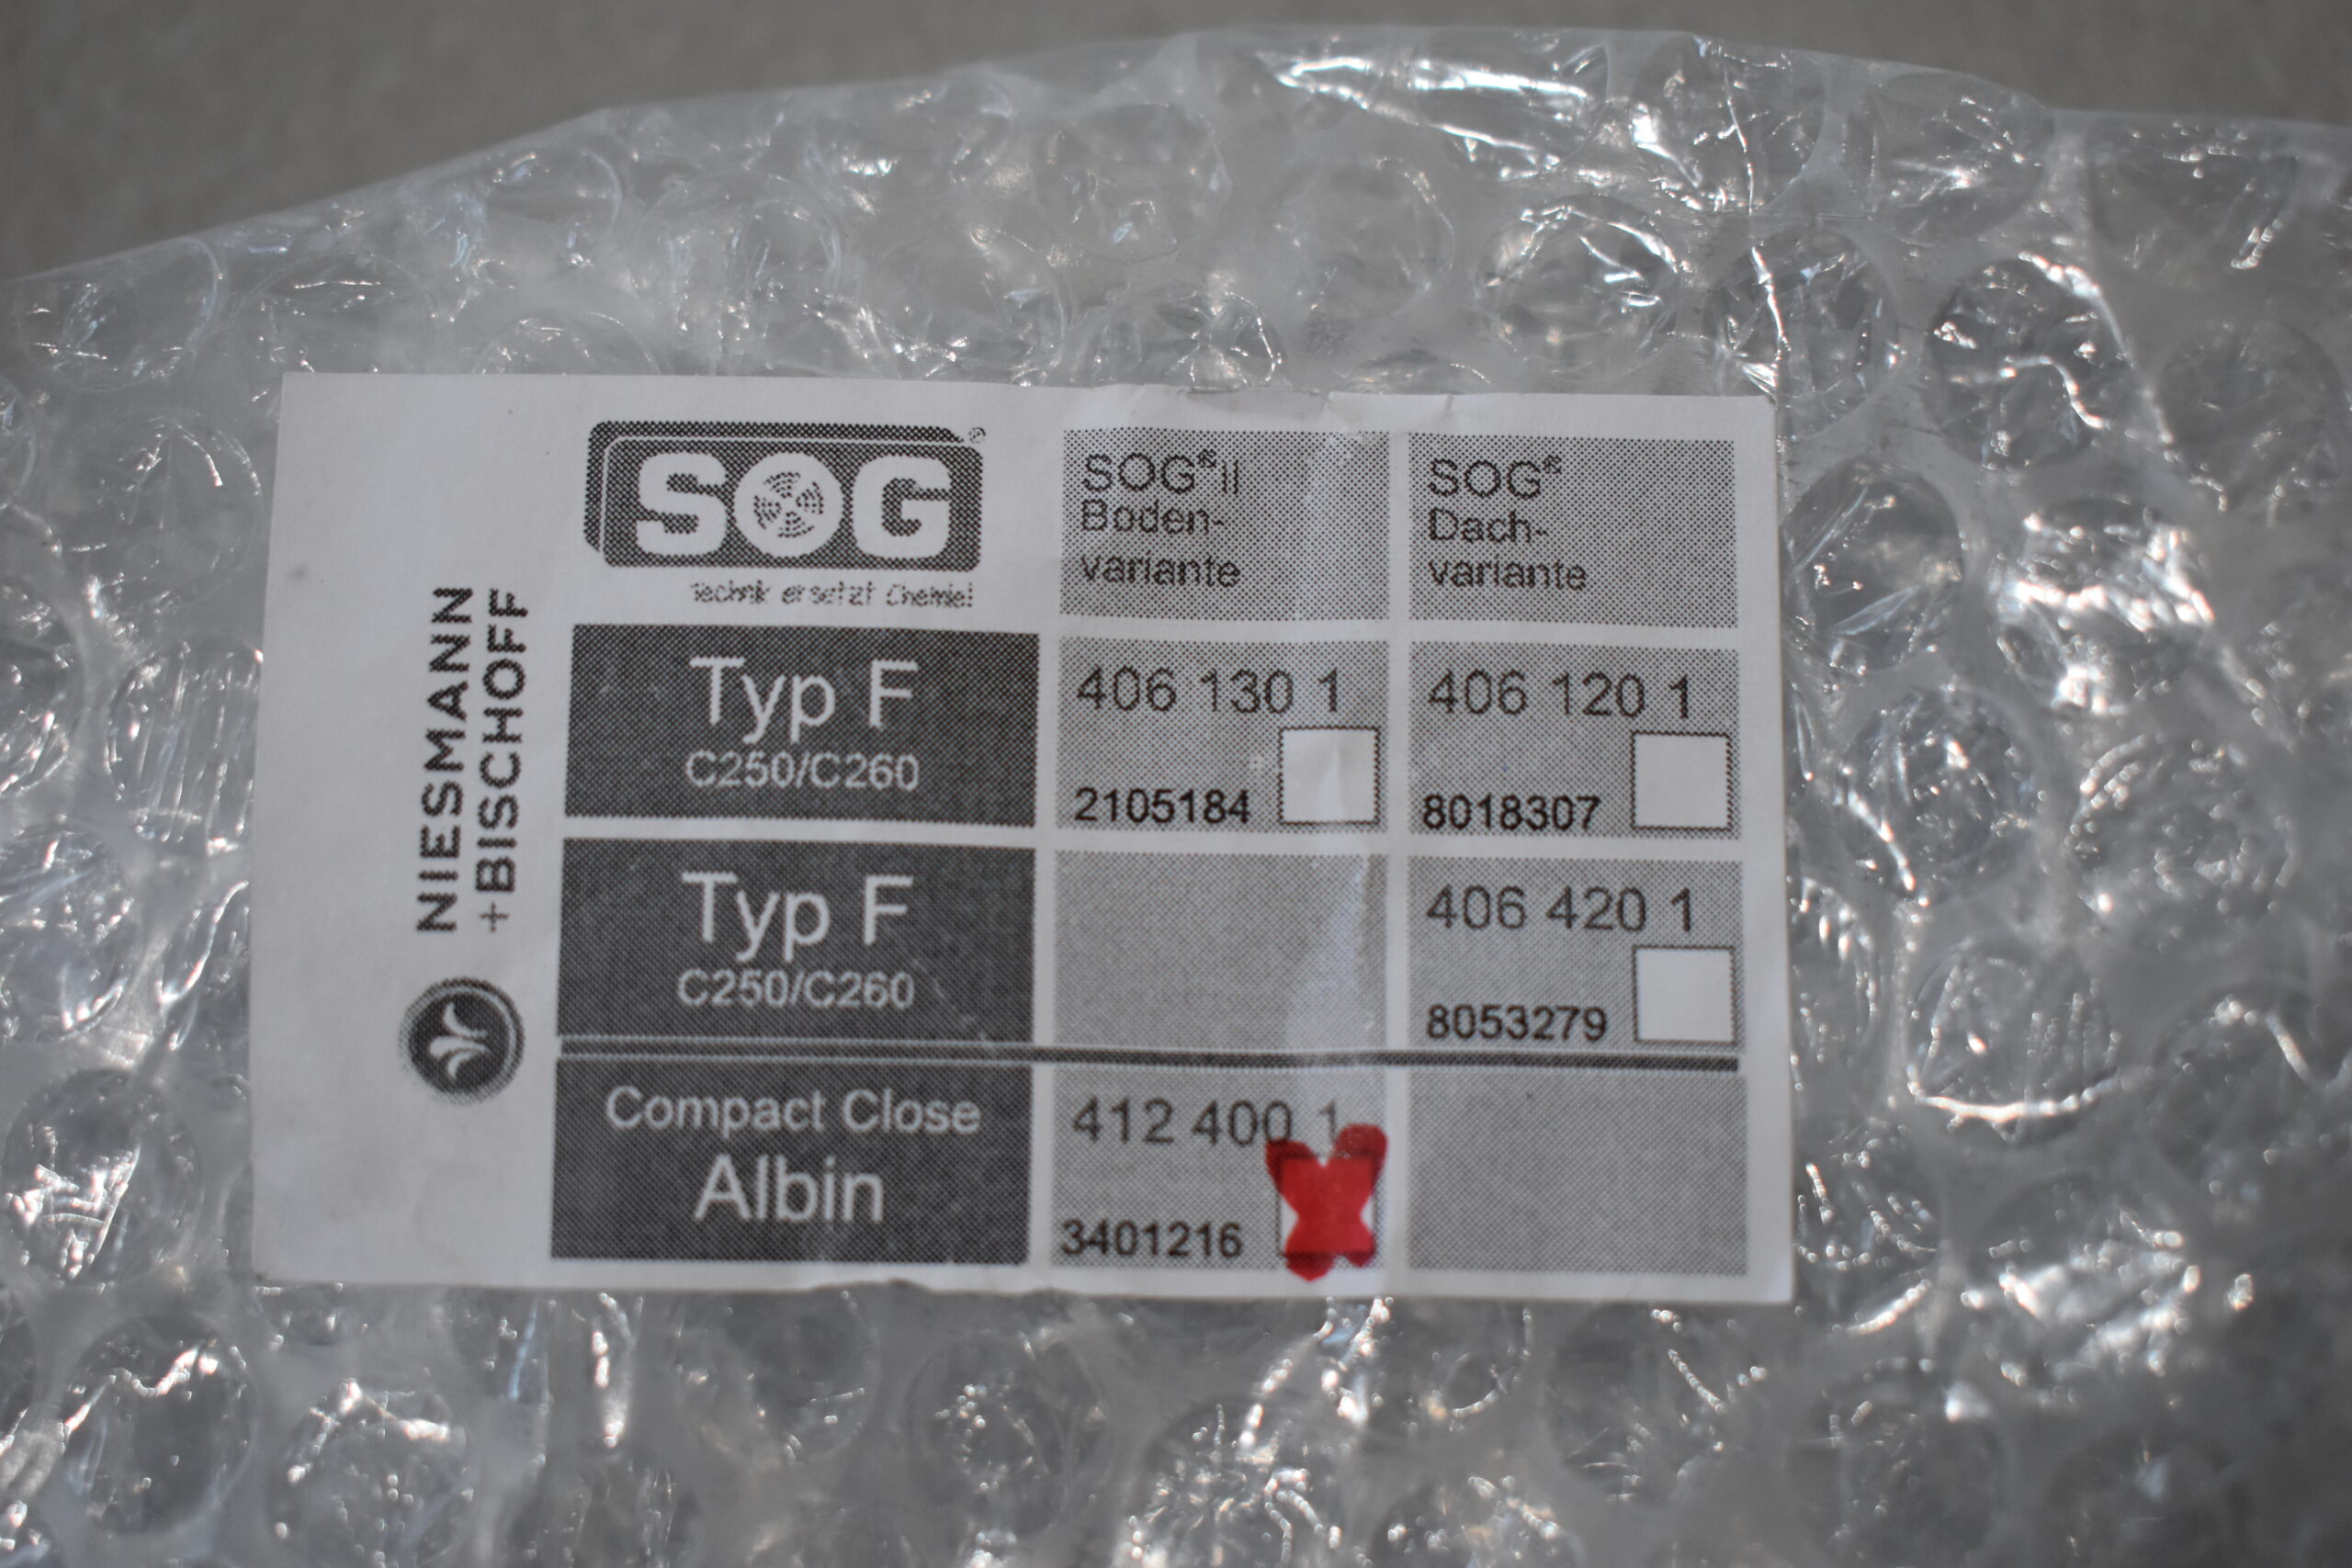 NIESMANN
+BISCHOFF
SOG®
Technik ersetzt Chemie!
SOG® II
Boden-
variante
SOG®
Dach-
variante
Typ F
C250/C260
406 130 1
2105184
406 120 1
8018307
Typ F
C250/C260
406 420 1
8053279
Compact Close
Albin
412 400 1
3401216